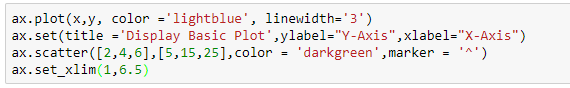 ax.plot(x,y, color ='lightblue', linewidth='3')
ax.set(title ='Display Basic Plot',ylabel="Y-Axis",xlabel="X-Axis")
ax.scatter([2,4,6],[5,15,25],color = 'darkgreen',marker = '^')
ax.set_xlim(1,6.5)